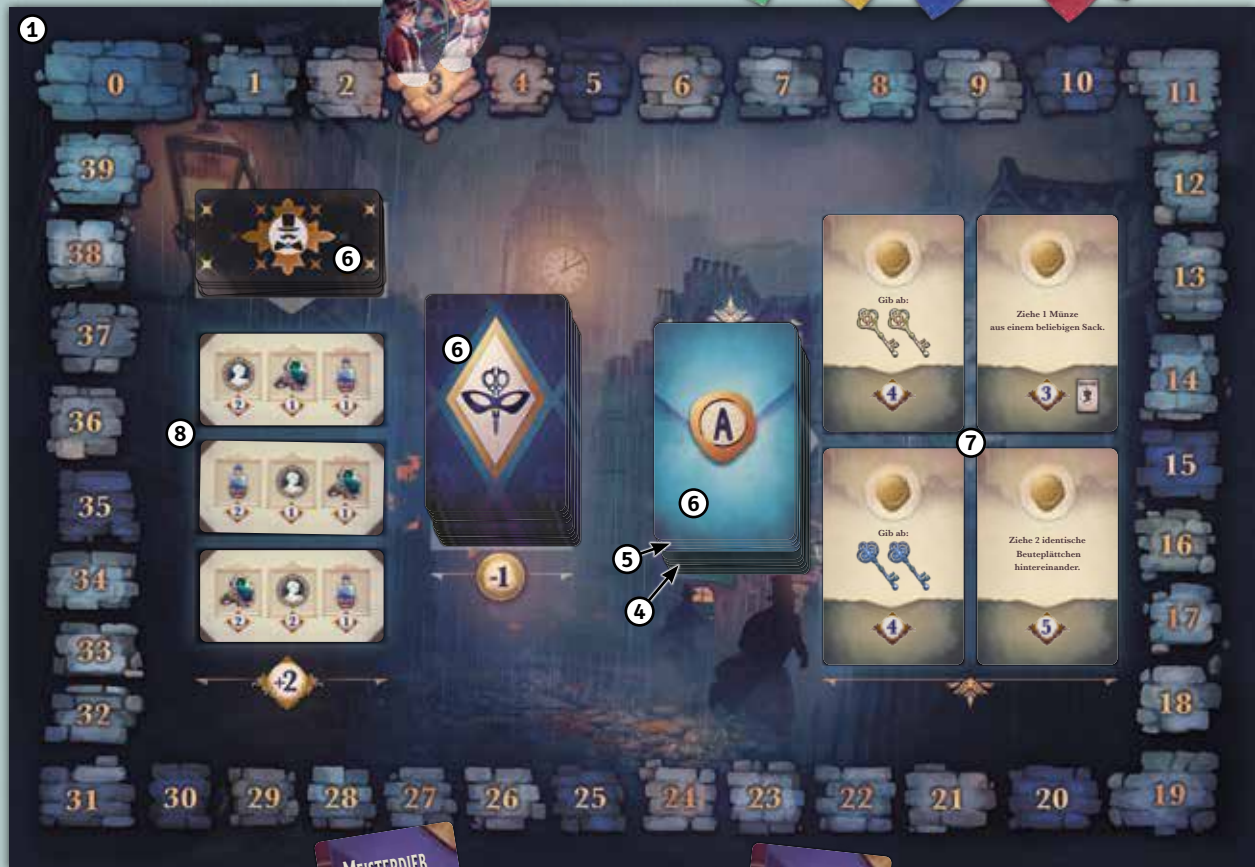 1
0 1 2 3 4 5 6 7 8 9 10 11
39
12
38
6
13
Gib ab:
4
Ziehe 1 Münze
aus einem beliebigen Sack.
3
37
6
14
2 1 1
A
36
8
7
15
2 1 1
6
35
Gib ab:
4
Ziehe 2 identische
Beuteplättchen
hintereinander.
5
16
5
-1
34
2 2 1
4
17
33
+2
18
32
31 30 29 28 27 26 25 24 23 22 21 20 19
MEISTERDIEB